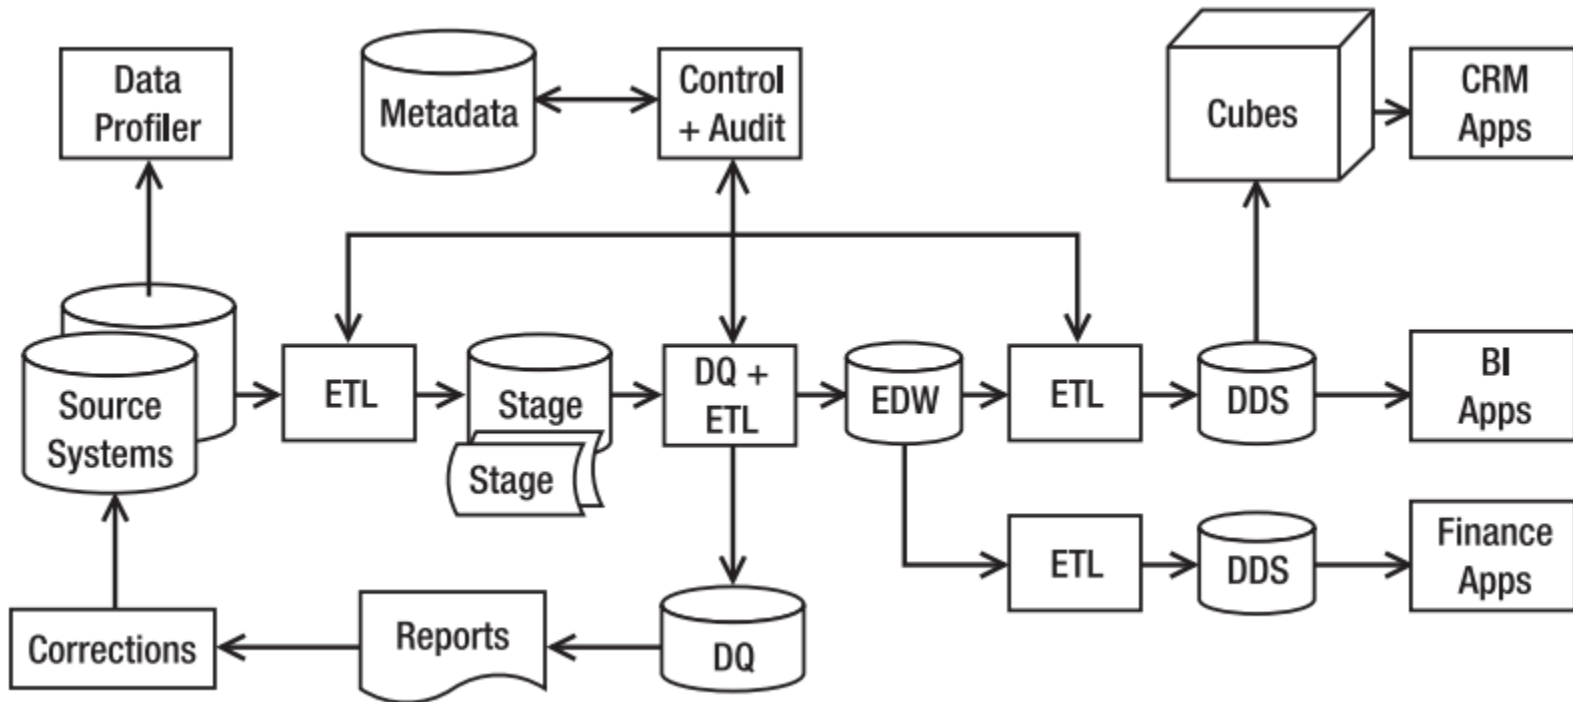 Data
Profiler
Metadata
Control
+ Audit
Cubes
CRM
Apps
Source
Systems
ETL
Stage
Stage
DQ +
ETL
EDW
ETL
DDS
BI
Apps
ETL
DDS
Finance
Apps
Corrections
Reports
DQ